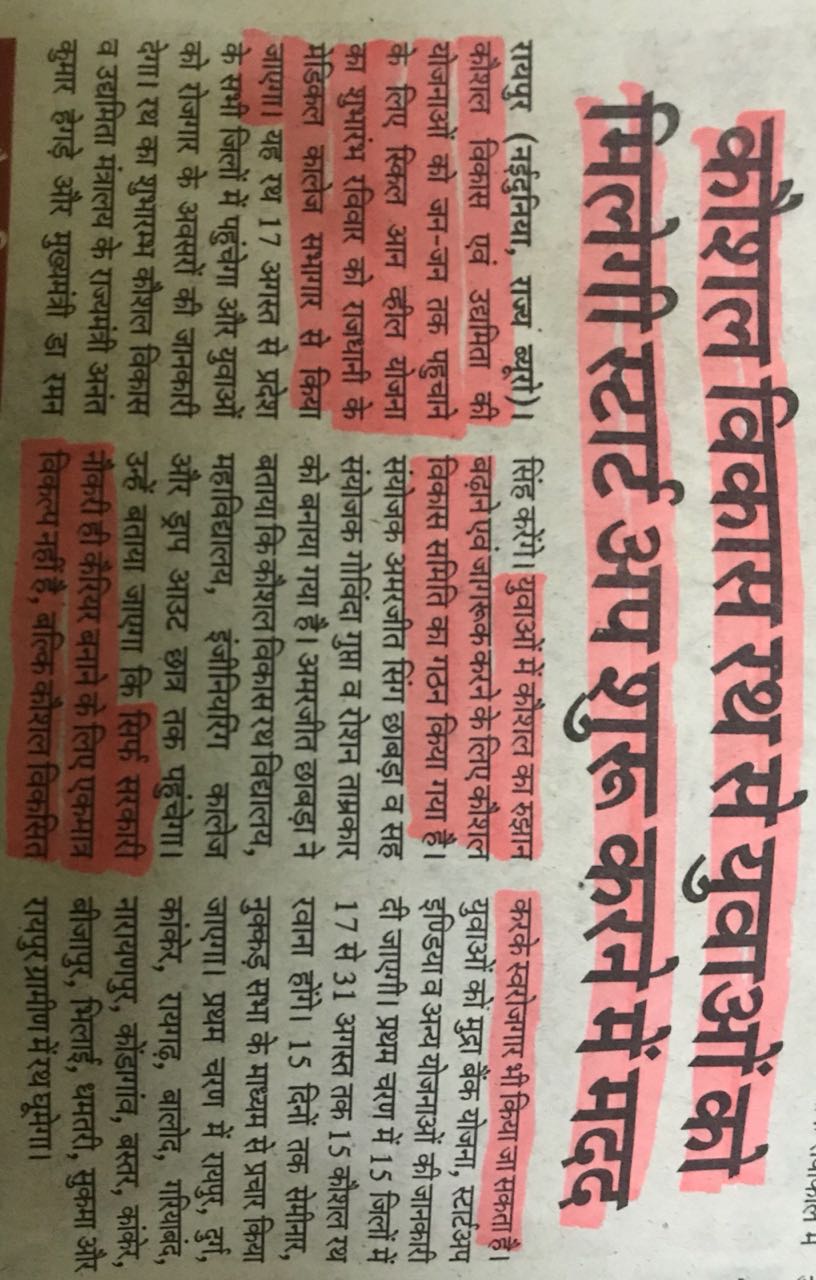 कौशल विकास रथ से युवाओं को
मिलेगी स्टार्ट अप शुरू करने में मदद
रायपुर (नईदुनिया, राज्य ब्यूरो)।
कौशल विकास एवं उद्यमिता की
योजनाओं को जन-जन तक पहुचाने
के लिए स्किल आन व्हील योजना
का शुभारंभ रविवार को राजधानी के
मेडिकल कालेज सभागार से किया
जाएगा। यह रथ 17 अगस्त से प्रदेश
के सभी जिलों में पहुंचेगा और युवाओं
को रोजगार के अवसरों की जानकारी
देगा। रथ का शुभारम्भ कौशल विकास
व उद्यमिता मंत्रालय के राज्यमंत्री अनंत
कुमार हेगड़े और मुख्यमंत्री डा रमन
सिंह करेंगे। युवाओं में कौशल का रुझान
बढ़ाने एवं जागरूक करने के लिए कौशल
विकास समिति का गठन किया गया है।
संयोजक अमरजीत सिंग छाबड़ा व सह
संयोजक गोविंदा गुप्ता व रोशन ताम्रकार
को बनाया गया है। अमरजीत छाबड़ा ने
बताया कि कौशल विकास रथ विद्यालय,
महाविद्यालय, इंजीनियरिंग कालेज
और ड्राप आउट छात्र तक पहुंचेगा।
उन्हें बताया जाएगा कि सिर्फ सरकारी
नौकरी ही कैरियर बनाने के लिए एकमात्र
विकल्प नहीं है, बल्कि कौशल विकसित
करके स्वरोजगार भी किया जा सकता है।
युवाओं को मुद्रा बैंक योजना, स्टार्टअप
इण्डिया व अन्य योजनाओं की जानकारी
दी जाएगी। प्रथम चरण में 15 जिलों में
17 से 31 अगस्त तक 15 कौशल रथ
रवाना होंगे। 15 दिनों तक सेमीनार,
नुक्कड़ सभा के माध्यम से प्रचार किया
जाएगा। प्रथम चरण में रायपुर, दुर्ग,
कांकेर, रायगढ़, बालोद, गरियाबंद,
नारायणपुर, कोंडागांव, बस्तर, कांकेर,
बीजापुर, भिलाई, धमतरी, सुकमा और
रायपुर ग्रामीण में रथ घूमेगा।